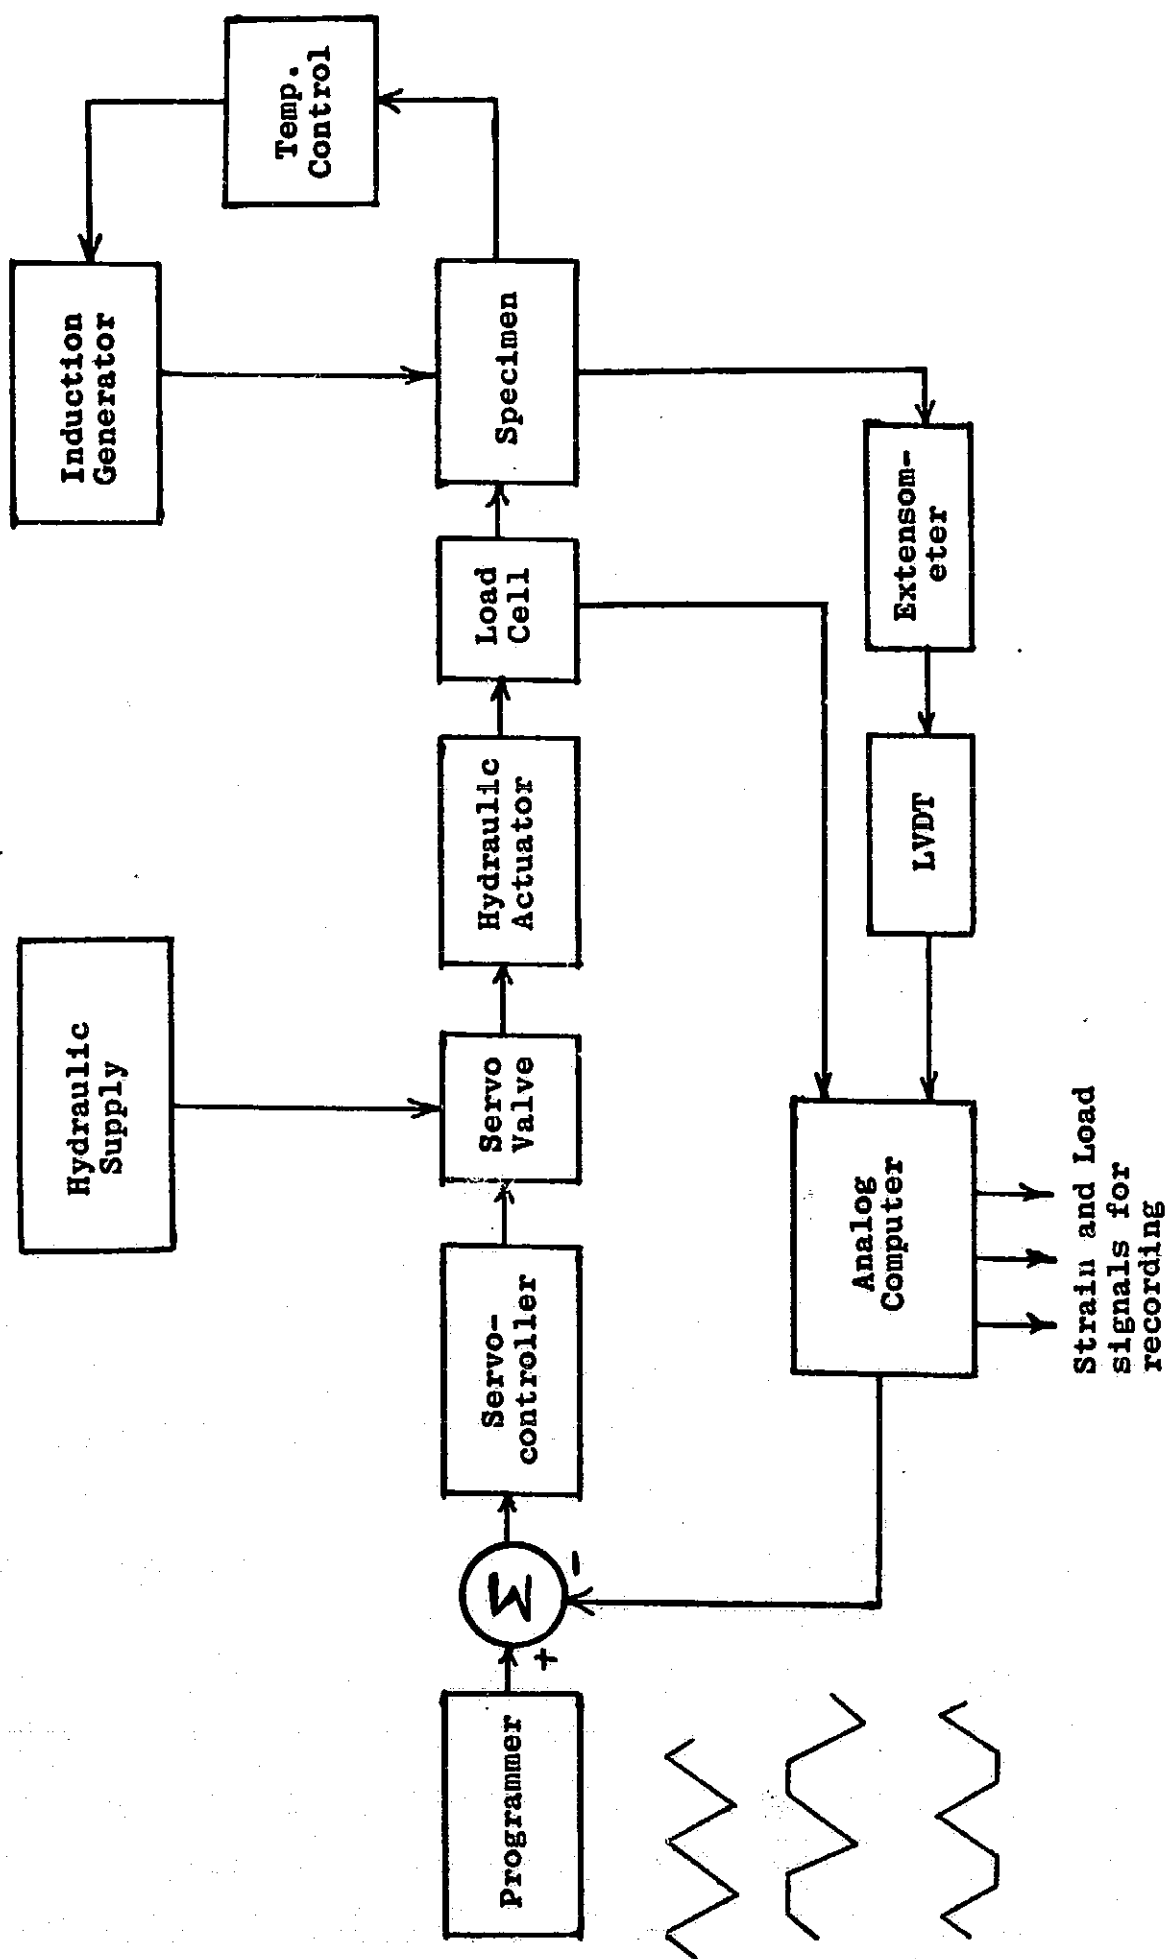 Induction
Generator
Temp.
Control
Hydraulic
Supply
Programmer
+
Σ
-
Servo-
controller
Servo
Valve
Hydraulic
Actuator
Load
Cell
Specimen
Analog
Computer
LVDT
Extensom-
eter
Strain and Load
signals for
recording